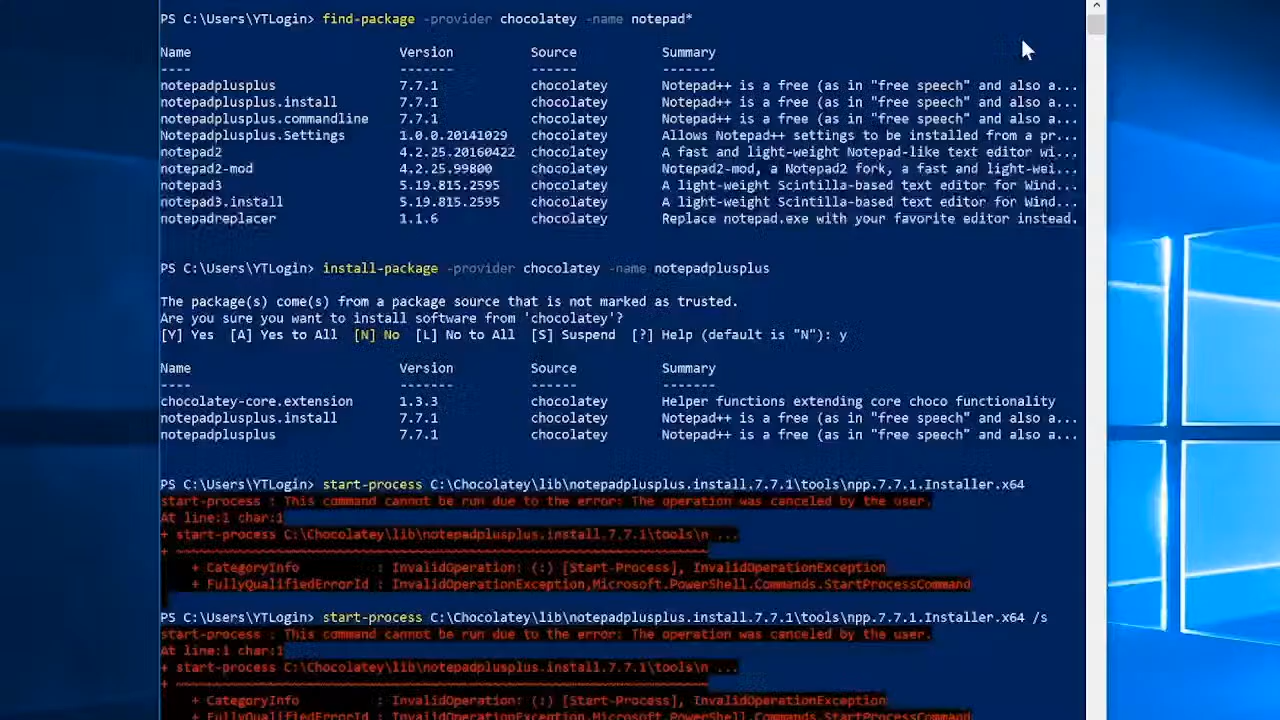 PS C:\Users\YTLogin> find-package -provider chocolatey -name notepad*
Name Version Source Summary
---- ------- ------ -------
notepadplusplus 7.7.1 chocolatey Notepad++ is a free (as in "free speech" and also a...
notepadplusplus.install 7.7.1 chocolatey Notepad++ is a free (as in "free speech" and also a...
notepadplusplus.commandline 7.7.1 chocolatey Notepad++ is a free (as in "free speech" and also a...
Notepadplusplus.Settings 1.0.0.20141029 chocolatey Allows Notepad++ settings to be installed from a pr...
notepad2 4.2.25.20160422 chocolatey A fast and light-weight Notepad-like text editor wi...
notepad2-mod 4.2.25.99800 chocolatey Notepad2-mod, a Notepad2 fork, a fast and light-wei...
notepad3 5.19.815.2595 chocolatey A light-weight Scintilla-based text editor for Wind...
notepad3.install 5.19.815.2595 chocolatey A light-weight Scintilla-based text editor for Wind...
notepadreplacer 1.1.6 chocolatey Replace notepad.exe with your favorite editor instead.
PS C:\Users\YTLogin> install-package -provider chocolatey -name notepadplusplus
The package(s) come(s) from a package source that is not marked as trusted.
Are you sure you want to install software from 'chocolatey'?
[Y] Yes [A] Yes to All [N] No [L] No to All [S] Suspend [?] Help (default is "N"): y
Name Version Source Summary
---- ------- ------ -------
chocolatey-core.extension 1.3.3 chocolatey Helper functions extending core choco functionality
notepadplusplus.install 7.7.1 chocolatey Notepad++ is a free (as in "free speech" and also a...
notepadplusplus 7.7.1 chocolatey Notepad++ is a free (as in "free speech" and also a...
PS C:\Users\YTLogin> start-process C:\Chocolatey\lib\notepadplusplus.install.7.7.1\tools\npp.7.7.1.Installer.x64
start-process : This command cannot be run due to the error: The operation was canceled by the user.
At line:1 char:1
+ start-process C:\Chocolatey\lib\notepadplusplus.install.7.7.1\tools\n ...
+ ~~~~~~~~~~~~~~~~~~~~~~~~~~~~~~~~~~~~~~~~~~~~~~~~~~~~~~~~~~~~~~~~~~~~~
+ CategoryInfo : InvalidOperation: (:) [Start-Process], InvalidOperationException
+ FullyQualifiedErrorId : InvalidOperationException,Microsoft.PowerShell.Commands.StartProcessCommand
PS C:\Users\YTLogin> start-process C:\Chocolatey\lib\notepadplusplus.install.7.7.1\tools\npp.7.7.1.Installer.x64 /s
start-process : This command cannot be run due to the error: The operation was canceled by the user.
At line:1 char:1
+ start-process C:\Chocolatey\lib\notepadplusplus.install.7.7.1\tools\n ...
+ ~~~~~~~~~~~~~~~~~~~~~~~~~~~~~~~~~~~~~~~~~~~~~~~~~~~~~~~~~~~~~~~~~~~~~
+ CategoryInfo : InvalidOperation: (:) [Start-Process], InvalidOperationException
+ FullyQualifiedErrorId : InvalidOperationException,Microsoft.PowerShell.Commands.StartProcessCommand